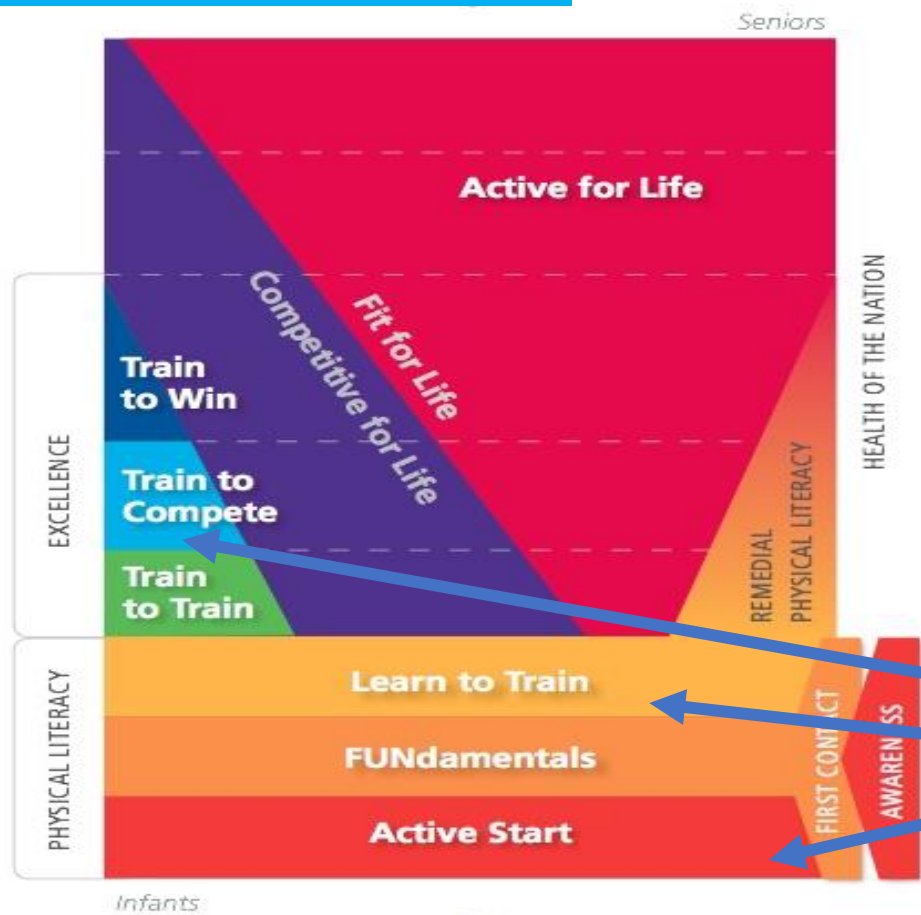 Seniors
Active for Life
Fit for Life
Competitive for Life
HEALTH OF THE NATION
EXCELLENCE
Train
to Win
Train to
Compete
Train
to Train
REMEDIAL
PHYSICAL LITERACY
PHYSICAL LITERACY
Learn to Train
FUNdamentals
Active Start
FIRST CONTACT
AWARENESS
Infants